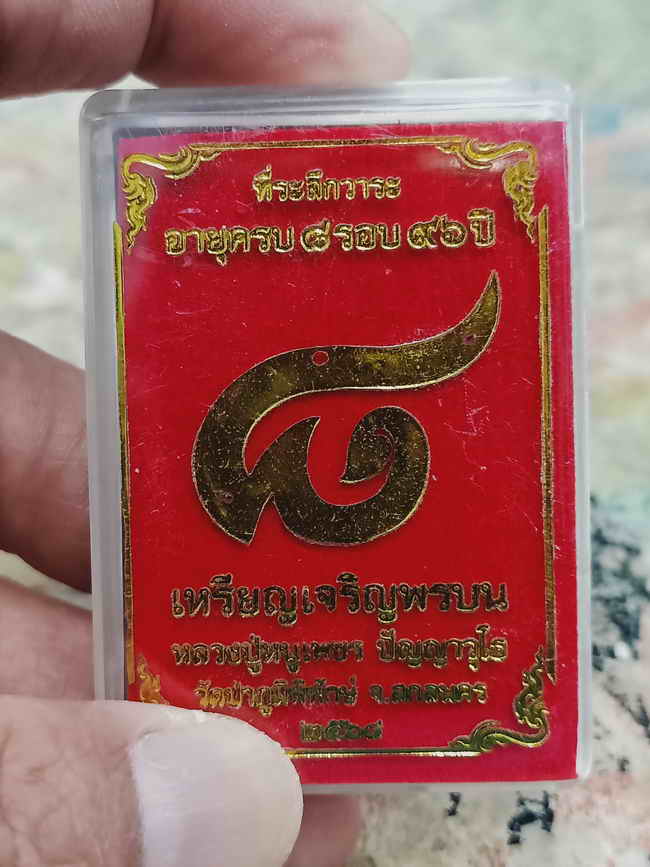 ที่ระลึกวาระ
อายุครบ ๘ รอบ ๙๖ ปี
๘
เหรียญเจริญพรบน
หลวงปู่หนูเพชร ปัญญาวุโธ
วัดป่าภูมิพิทักษ์ จ.สกลนคร
๒๕๖๘